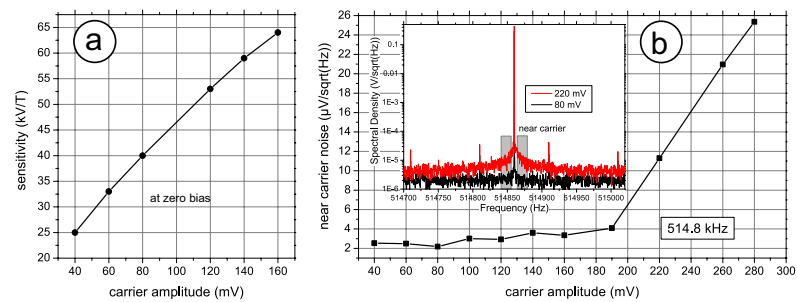 a
sensitivity (kV/T)
65
60
55
50
45
40
35
30
25
20
at zero bias
40 60 80 100 120 140 160
carrier amplitude (mV)
b
near carrier noise (µV/sqrt(Hz))
26
24
22
20
18
16
14
12
10
8
6
4
2
Spectral Density (V/sqrt(Hz)
0.1
0.01
1E-3
1E-4
1E-5
1E-6
220 mV
80 mV
near carrier
514700 514750 514800 514850 514900 514950 515000
Frequency (Hz)
514.8 kHz
40 60 80 100 120 140 160 180 200 220 240 260 280 300
carrier amplitude (mV)